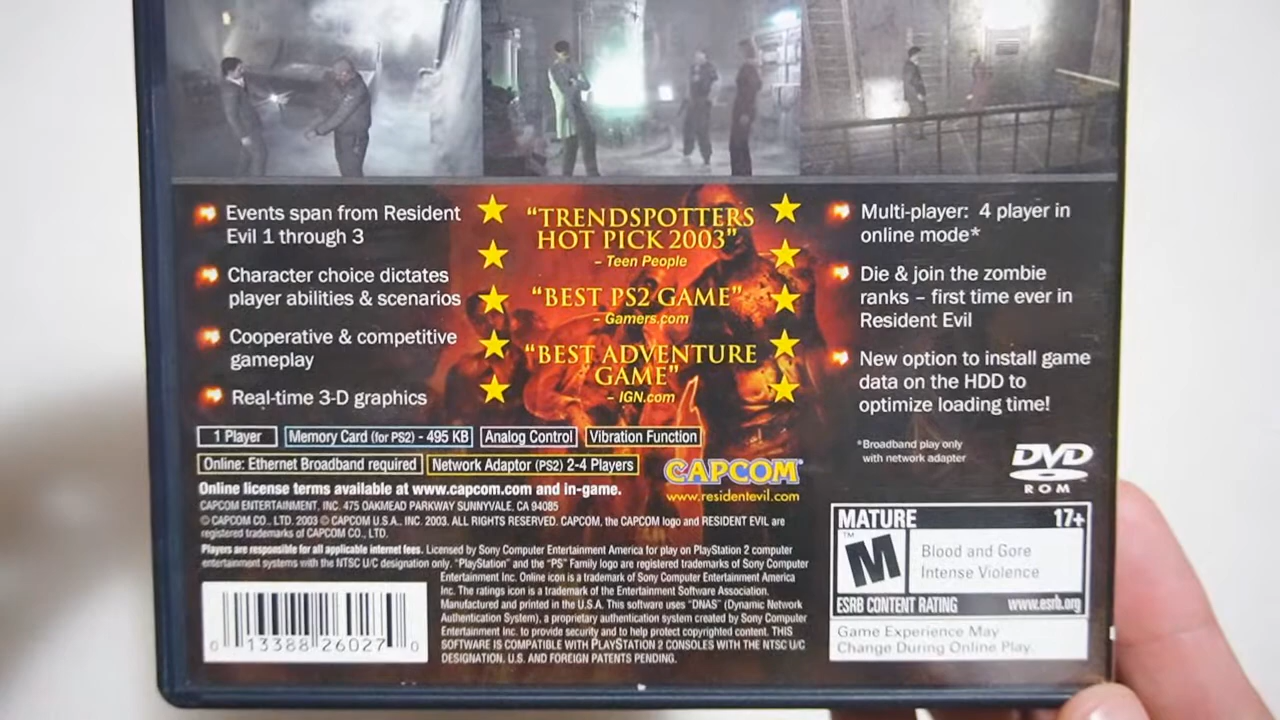 Events span from Resident
Evil 1 through 3
Character choice dictates
player abilities & scenarios
Cooperative & competitive
gameplay
Real-time 3-D graphics
“TRENDSPOTTERS
HOT PICK 2003”
– Teen People
“BEST PS2 GAME”
– Gamers.com
“BEST ADVENTURE
GAME”
– IGN.com
Multi-player: 4 player in
online mode*
Die & join the zombie
ranks – first time ever in
Resident Evil
New option to install game
data on the HDD to
optimize loading time!
*Broadband play only
with network adapter
DVD
ROM
1 Player
Memory Card (for PS2) - 495 KB
Analog Control
Vibration Function
Online: Ethernet Broadband required
Network Adaptor (PS2) 2-4 Players
CAPCOM®
www.residentevil.com
Online license terms available at www.capcom.com and in-game.
CAPCOM ENTERTAINMENT, INC. 475 OAKMEAD PARKWAY SUNNYVALE, CA 94085
© CAPCOM CO., LTD. 2003 © CAPCOM U.S.A., INC. 2003. ALL RIGHTS RESERVED. CAPCOM, the CAPCOM logo and RESIDENT EVIL are
registered trademarks of CAPCOM CO., LTD.
Players are responsible for all applicable internet fees. Licensed by Sony Computer Entertainment America for play on PlayStation 2 computer
entertainment systems with the NTSC U/C designation only. “PlayStation” and the “PS” Family logo are registered trademarks of Sony Computer
Entertainment Inc. Online icon is a trademark of Sony Computer Entertainment America
Inc. The ratings icon is a trademark of the Entertainment Software Association.
Manufactured and printed in the U.S.A. This software uses “DNAS” (Dynamic Network
Authentication System), a proprietary authentication system created by Sony Computer
Entertainment Inc. to provide security and to help protect copyrighted content. THIS
SOFTWARE IS COMPATIBLE WITH PLAYSTATION 2 CONSOLES WITH THE NTSC U/C
DESIGNATION. U.S. AND FOREIGN PATENTS PENDING.
0 13388 26027 0
MATURE 17+
M
™
Blood and Gore
Intense Violence
ESRB CONTENT RATING www.esrb.org
Game Experience May
Change During Online Play.